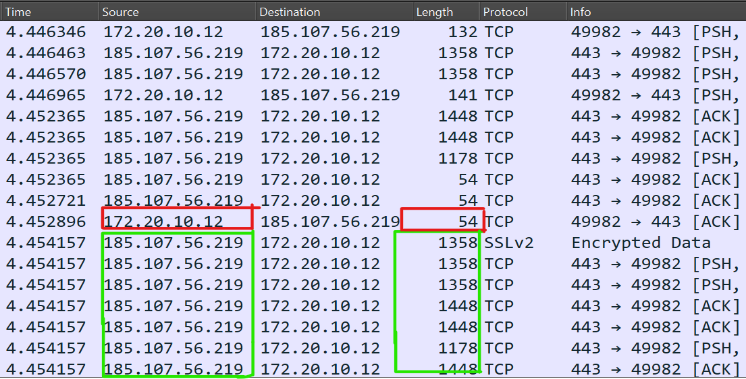 Time Source Destination Length Protocol Info
4.446346 172.20.10.12 185.107.56.219 132 TCP 49982 → 443 [PSH,
4.446463 185.107.56.219 172.20.10.12 1358 TCP 443 → 49982 [PSH,
4.446570 185.107.56.219 172.20.10.12 1358 TCP 443 → 49982 [PSH,
4.446965 172.20.10.12 185.107.56.219 141 TCP 49982 → 443 [PSH,
4.452365 185.107.56.219 172.20.10.12 1448 TCP 443 → 49982 [ACK]
4.452365 185.107.56.219 172.20.10.12 1448 TCP 443 → 49982 [ACK]
4.452365 185.107.56.219 172.20.10.12 1178 TCP 443 → 49982 [PSH,
4.452365 185.107.56.219 172.20.10.12 54 TCP 443 → 49982 [ACK]
4.452721 185.107.56.219 172.20.10.12 54 TCP 443 → 49982 [ACK]
4.452896 172.20.10.12 185.107.56.219 54 TCP 49982 → 443 [ACK]
4.454157 185.107.56.219 172.20.10.12 1358 SSLv2 Encrypted Data
4.454157 185.107.56.219 172.20.10.12 1358 TCP 443 → 49982 [PSH,
4.454157 185.107.56.219 172.20.10.12 1358 TCP 443 → 49982 [PSH,
4.454157 185.107.56.219 172.20.10.12 1448 TCP 443 → 49982 [ACK]
4.454157 185.107.56.219 172.20.10.12 1448 TCP 443 → 49982 [ACK]
4.454157 185.107.56.219 172.20.10.12 1178 TCP 443 → 49982 [PSH,
4.454157 185.107.56.219 172.20.10.12 1448 TCP 443 → 49982 [ACK]